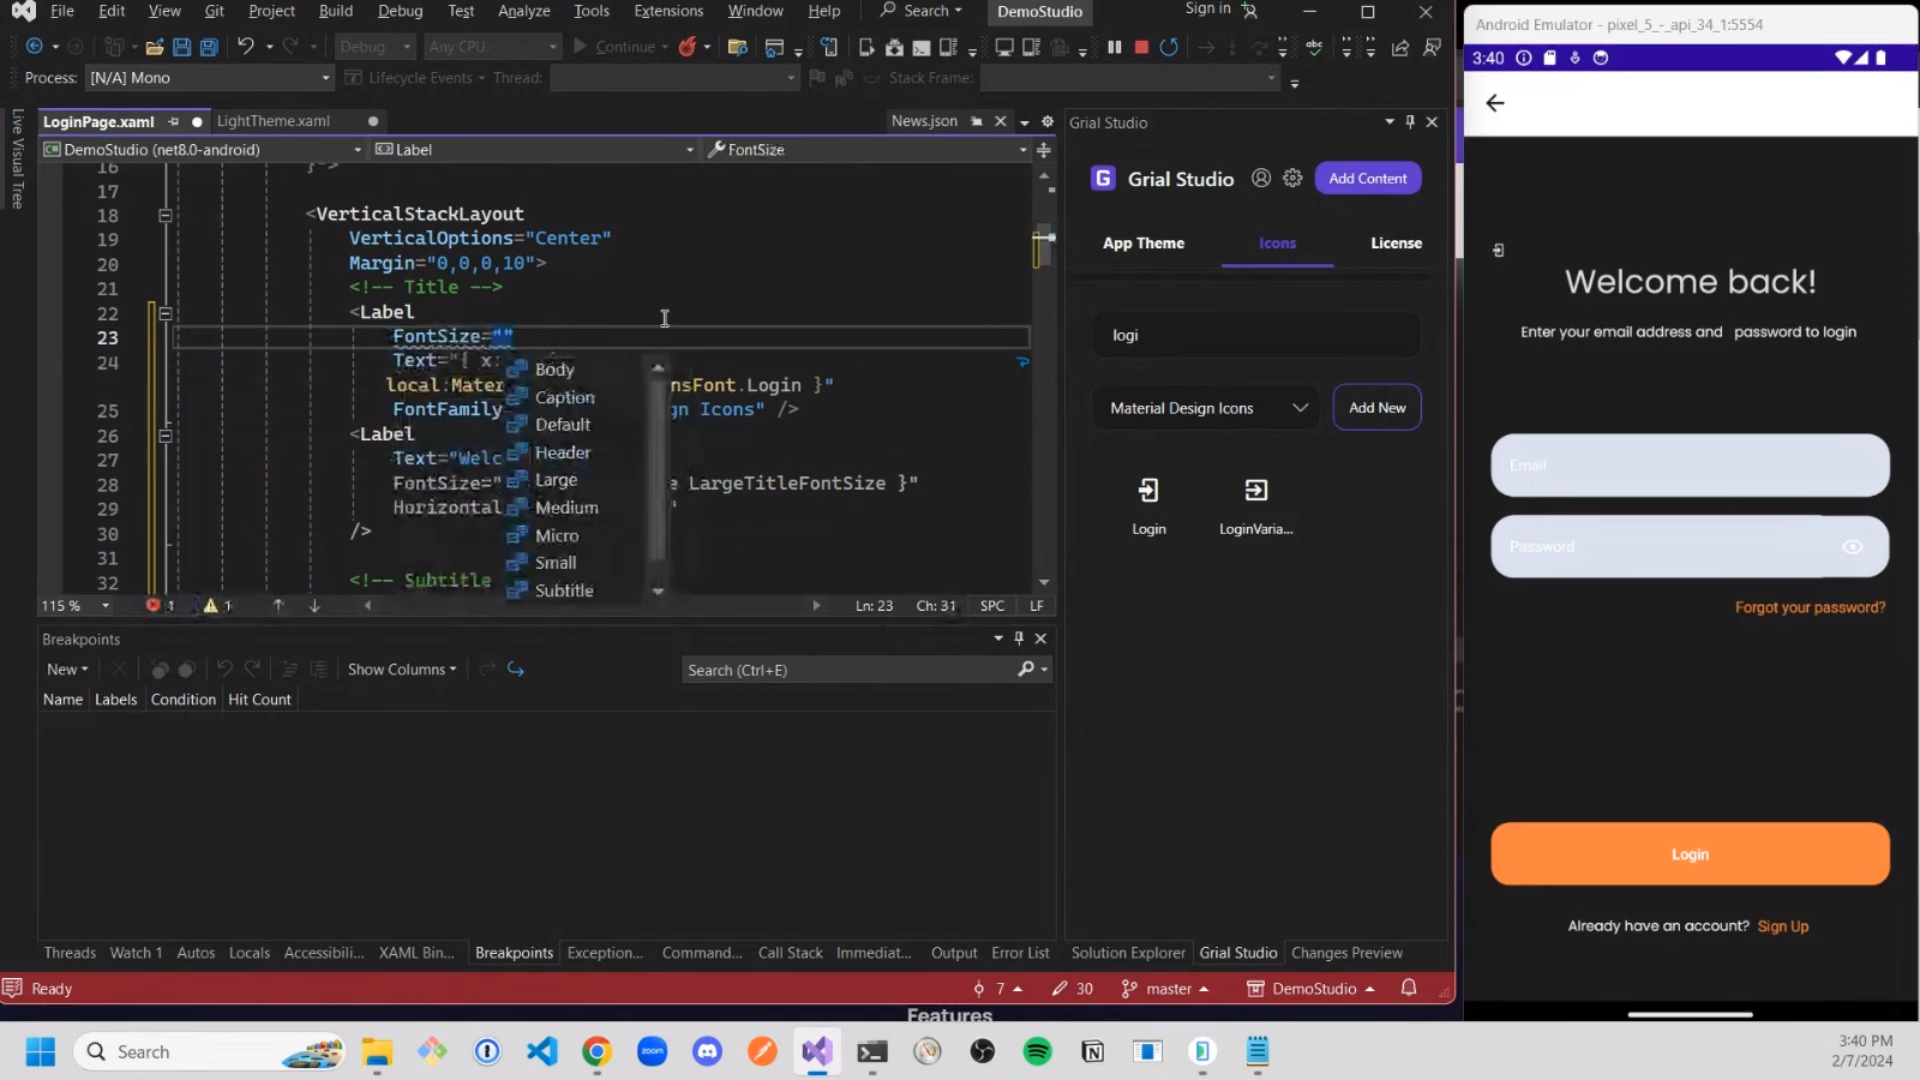 File Edit View Git Project Build Debug Test Analyze Tools Extensions Window Help Search DemoStudio Sign in
Debug Any CPU Continue
Process: [N/A] Mono Lifecycle Events Thread: Stack Frame:
Live Visual Tree
LoginPage.xaml LightTheme.xaml News.json
DemoStudio (net8.0-android) Label FontSize
16 }">
17
18 <VerticalStackLayout
19 VerticalOptions="Center"
20 Margin="0,0,0,10">
21 <!-- Title -->
22 <Label
23 FontSize=""
24 Text="{ x:
local:Mater nsFont.Login }"
25 FontFamily gn Icons" />
26 <Label
27 Text="Welc
28 FontSize=" e LargeTitleFontSize }"
29 Horizontal "
30 />
31
32 <!-- Subtitle
Body
Caption
Default
Header
Large
Medium
Micro
Small
Subtitle
115 % 1 1 Ln: 23 Ch: 31 SPC LF
Breakpoints
New Show Columns Search (Ctrl+E)
Name Labels Condition Hit Count
Threads Watch 1 Autos Locals Accessibili... XAML Bin... Breakpoints Exception... Command... Call Stack Immediat... Output Error List
Grial Studio
G Grial Studio Add Content
App Theme Icons License
logi
Material Design Icons Add New
Login LoginVaria...
Solution Explorer Grial Studio Changes Preview
Ready 7 30 master DemoStudio
Features
Android Emulator - pixel_5_-_api_34_1:5554
3:40
Welcome back!
Enter your email address and password to login
Email
Password
Forgot your password?
Login
Already have an account? Sign Up
Search
zoom
3:40 PM
2/7/2024